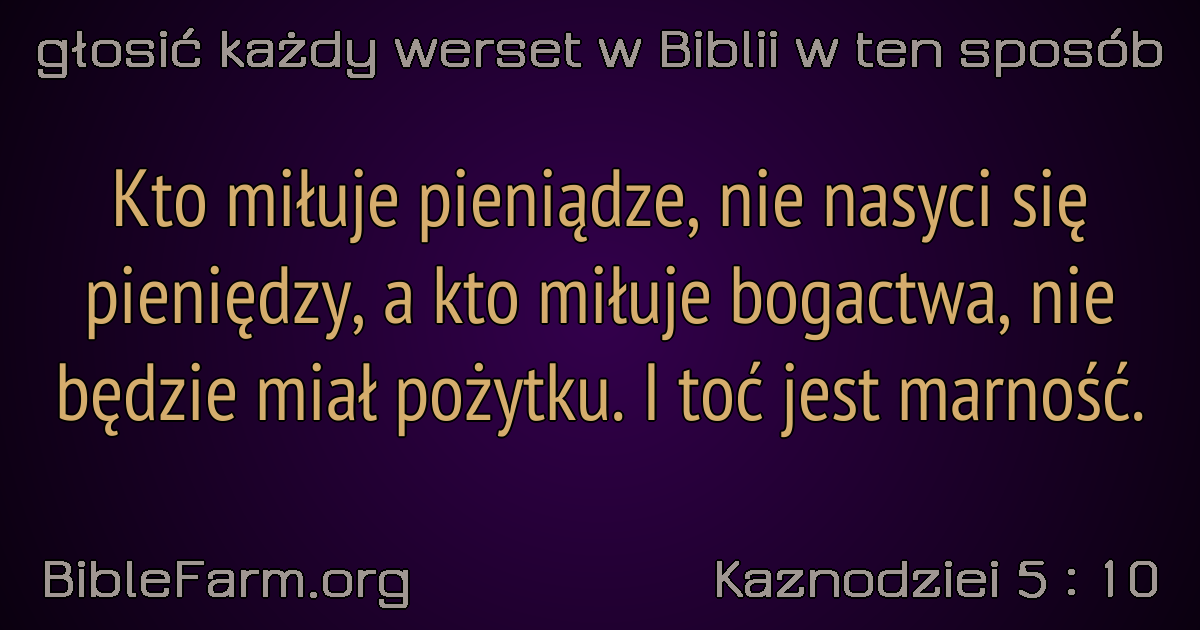 głosić każdy werset w Biblii w ten sposób
Kto miłuje pieniądze, nie nasyci się
pieniędzy, a kto miłuje bogactwa, nie
będzie miał pożytku. I toć jest marność.
BibleFarm.org
Kaznodziei 5 : 10